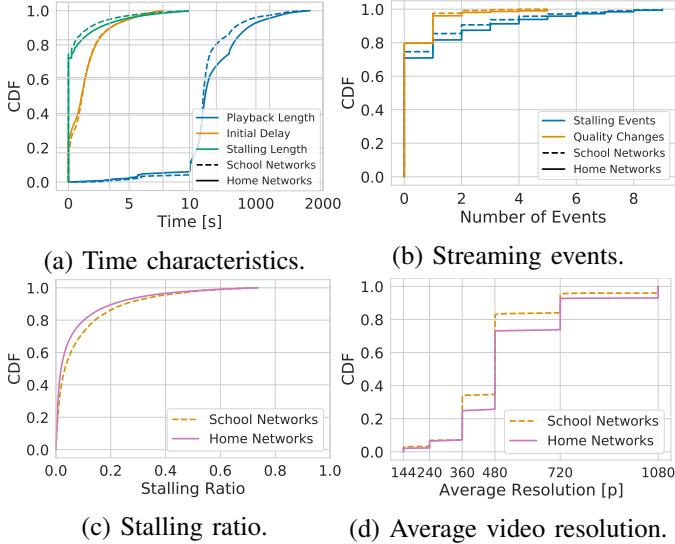 1.0
0.8
0.6
0.4
0.2
0.0
CDF
0
5
10
1000
2000
Time [s]
Playback Length
Initial Delay
Stalling Length
School Networks
Home Networks
(a) Time characteristics.
1.0
0.8
0.6
0.4
0.2
0.0
CDF
0 2 4 6 8
Number of Events
Stalling Events
Quality Changes
School Networks
Home Networks
(b) Streaming events.
1.0
0.8
0.6
0.4
0.2
0.0
CDF
0.0 0.2 0.4 0.6 0.8 1.0
Stalling Ratio
School Networks
Home Networks
(c) Stalling ratio.
1.0
0.8
0.6
0.4
0.2
0.0
CDF
144 240 360 480 720 1080
Average Resolution [p]
School Networks
Home Networks
(d) Average video resolution.